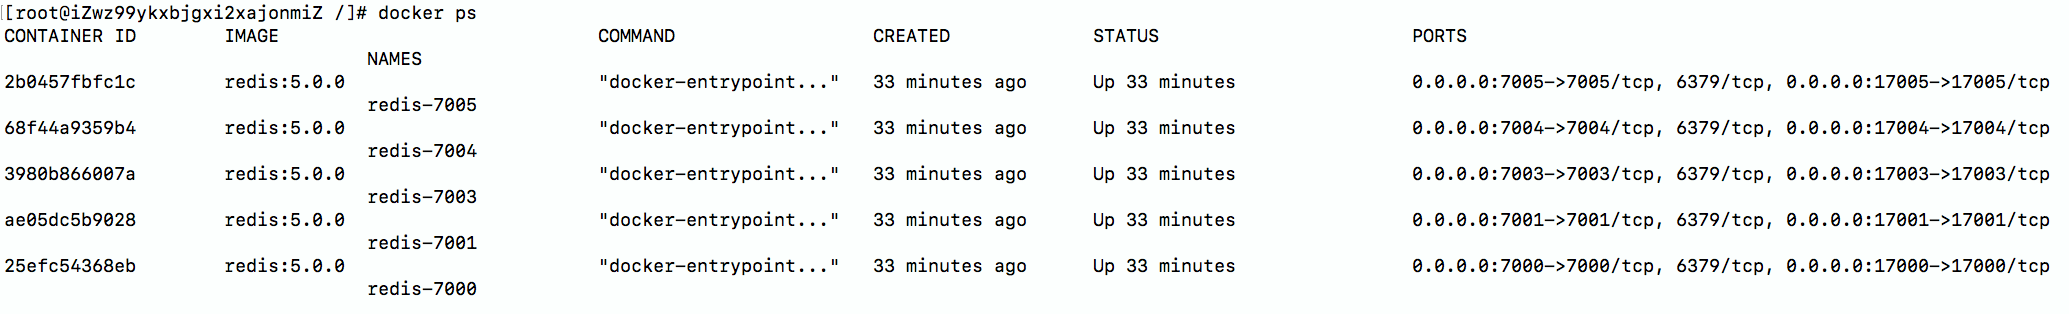 [[root@iZwz99ykxbjgxi2xajonmiZ /]# docker ps
CONTAINER ID IMAGE COMMAND CREATED STATUS PORTS
NAMES
2b0457fbfc1c redis:5.0.0 "docker-entrypoint..." 33 minutes ago Up 33 minutes 0.0.0.0:7005->7005/tcp, 6379/tcp, 0.0.0.0:17005->17005/tcp
redis-7005
68f44a9359b4 redis:5.0.0 "docker-entrypoint..." 33 minutes ago Up 33 minutes 0.0.0.0:7004->7004/tcp, 6379/tcp, 0.0.0.0:17004->17004/tcp
redis-7004
3980b866007a redis:5.0.0 "docker-entrypoint..." 33 minutes ago Up 33 minutes 0.0.0.0:7003->7003/tcp, 6379/tcp, 0.0.0.0:17003->17003/tcp
redis-7003
ae05dc5b9028 redis:5.0.0 "docker-entrypoint..." 33 minutes ago Up 33 minutes 0.0.0.0:7001->7001/tcp, 6379/tcp, 0.0.0.0:17001->17001/tcp
redis-7001
25efc54368eb redis:5.0.0 "docker-entrypoint..." 33 minutes ago Up 33 minutes 0.0.0.0:7000->7000/tcp, 6379/tcp, 0.0.0.0:17000->17000/tcp
redis-7000